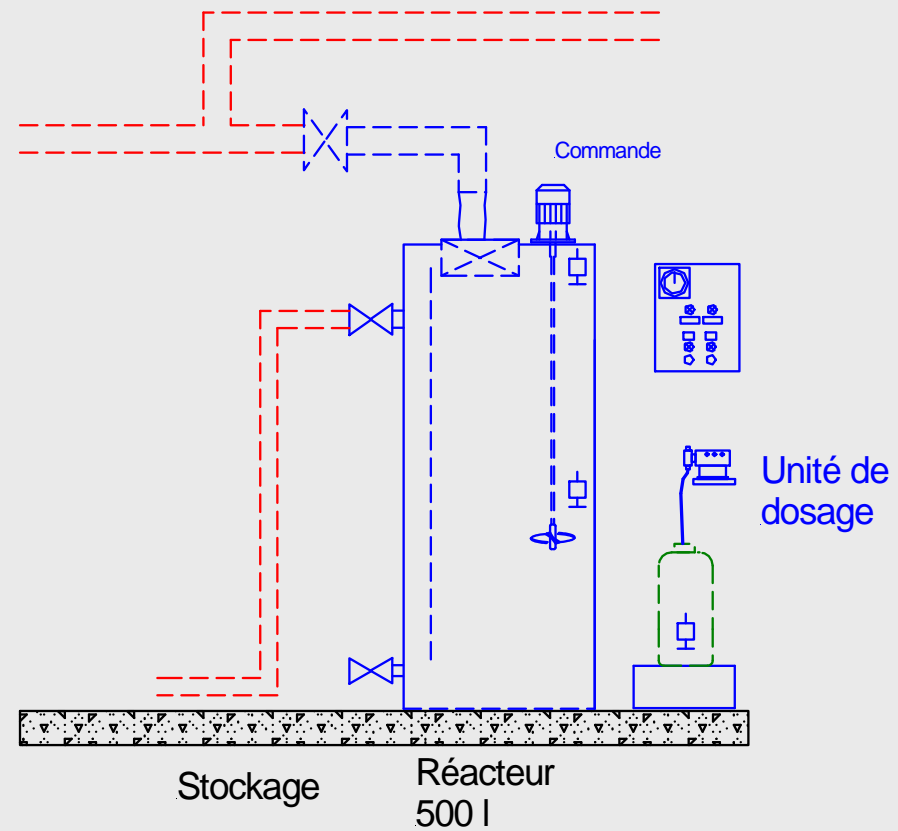 Commande
Unité de
dosage
Stockage
Réacteur
500 l